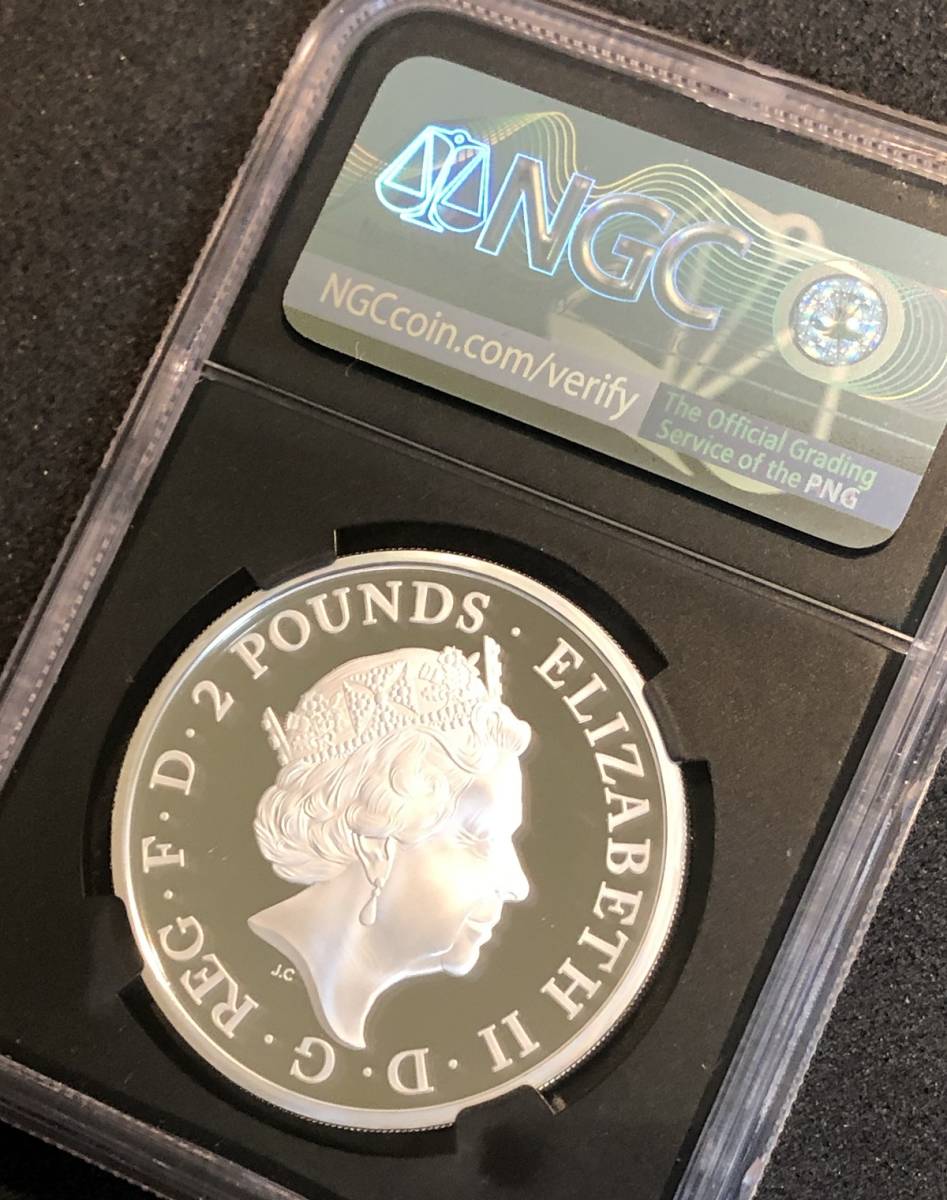 NGC
NGCcoin.com/verify
The Official Grading
Service of the PNG
ELIZABETH II · D · G · REG · F · D · 2 POUNDS ·
J.C